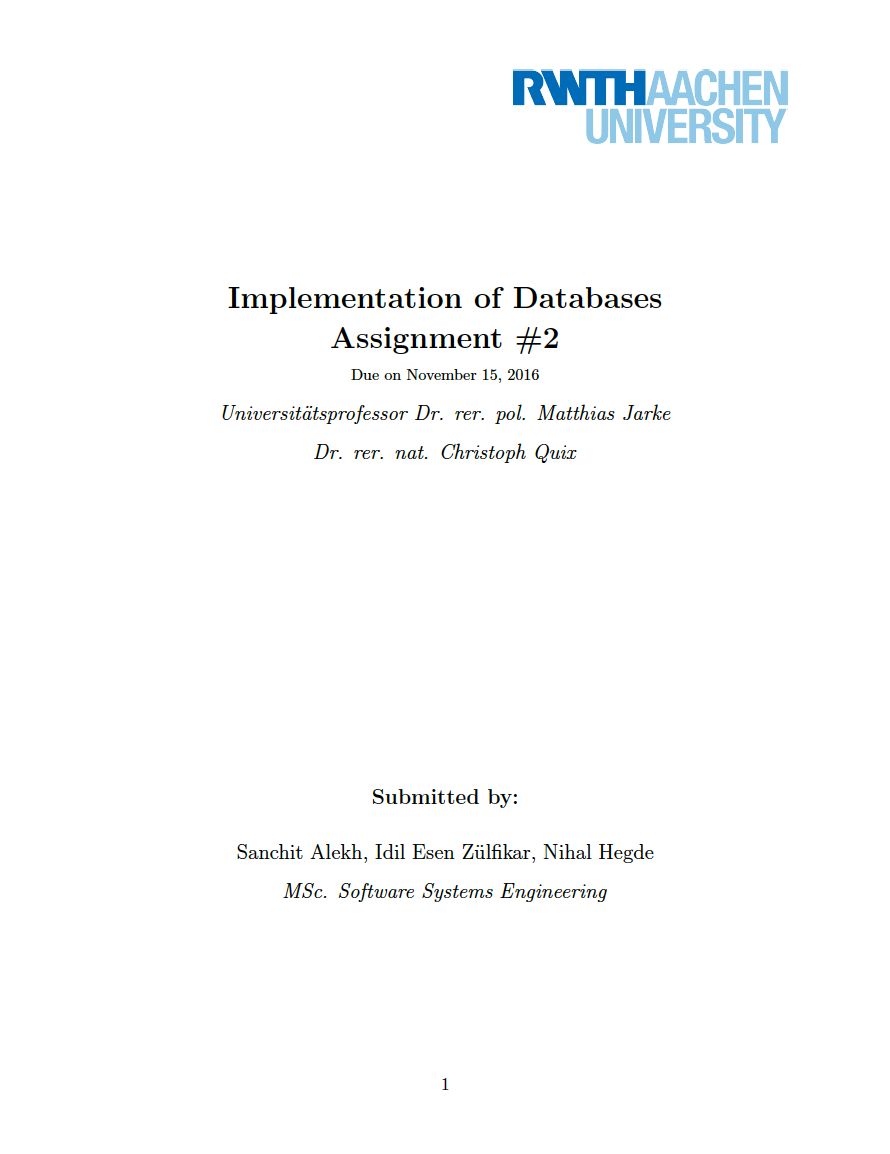 RWTHAACHEN
UNIVERSITY
Implementation of Databases
Assignment #2
Due on November 15, 2016
Universitätsprofessor Dr. rer. pol. Matthias Jarke
Dr. rer. nat. Christoph Quix
Submitted by:
Sanchit Alekh, Idil Esen Zülfikar, Nihal Hegde
MSc. Software Systems Engineering
1